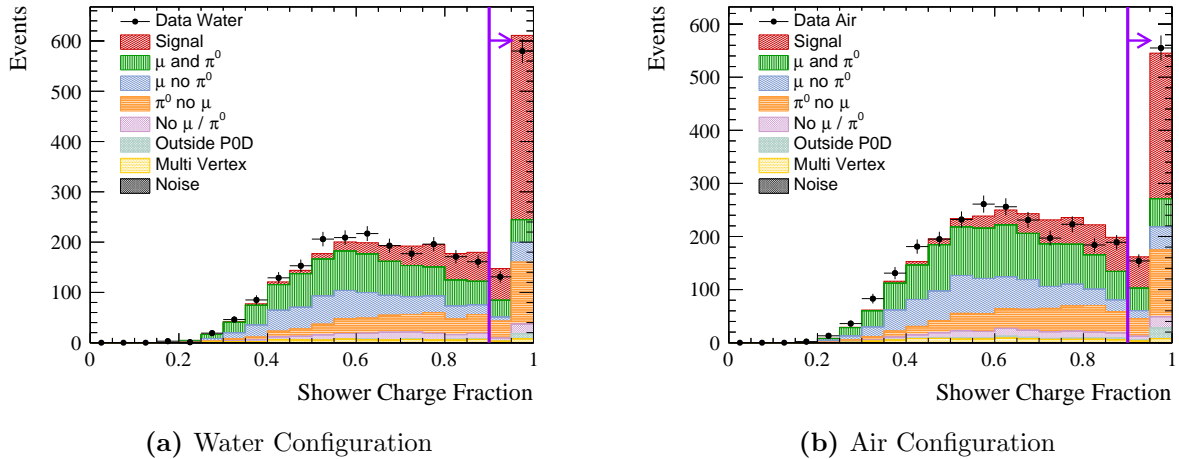 Events
600
500
400
300
200
100
0
Data Water
Signal
μ and π⁰
μ no π⁰
π⁰ no μ
No μ / π⁰
Outside P0D
Multi Vertex
Noise
0 0.2 0.4 0.6 0.8 1
Shower Charge Fraction
(a) Water Configuration
Events
600
500
400
300
200
100
0
Data Air
Signal
μ and π⁰
μ no π⁰
π⁰ no μ
No μ / π⁰
Outside P0D
Multi Vertex
Noise
0 0.2 0.4 0.6 0.8 1
Shower Charge Fraction
(b) Air Configuration